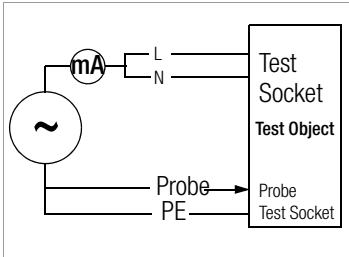 mA
L
N
~
Test
Socket
Test Object
Probe
PE
Probe
Test Socket